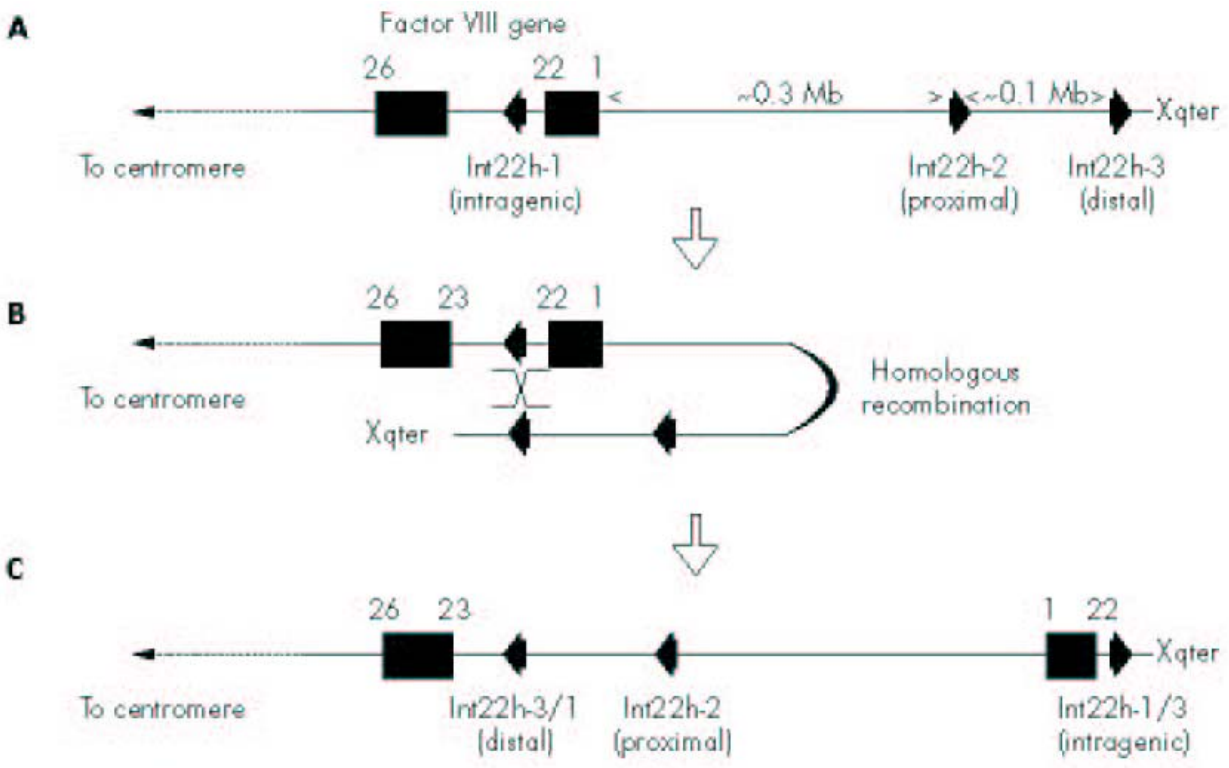 A
Factor VIII gene
26 22 1
< ~0.3 Mb > <~0.1 Mb> Xqter
To centromere Int22h-1 Int22h-2 Int22h-3
(intragenic) (proximal) (distal)
B
26 23 22 1
To centromere
Homologous
recombination
Xqter
C
26 23 1 22
Xqter
To centromere Int22h-3/1 Int22h-2 Int22h-1/3
(distal) (proximal) (intragenic)